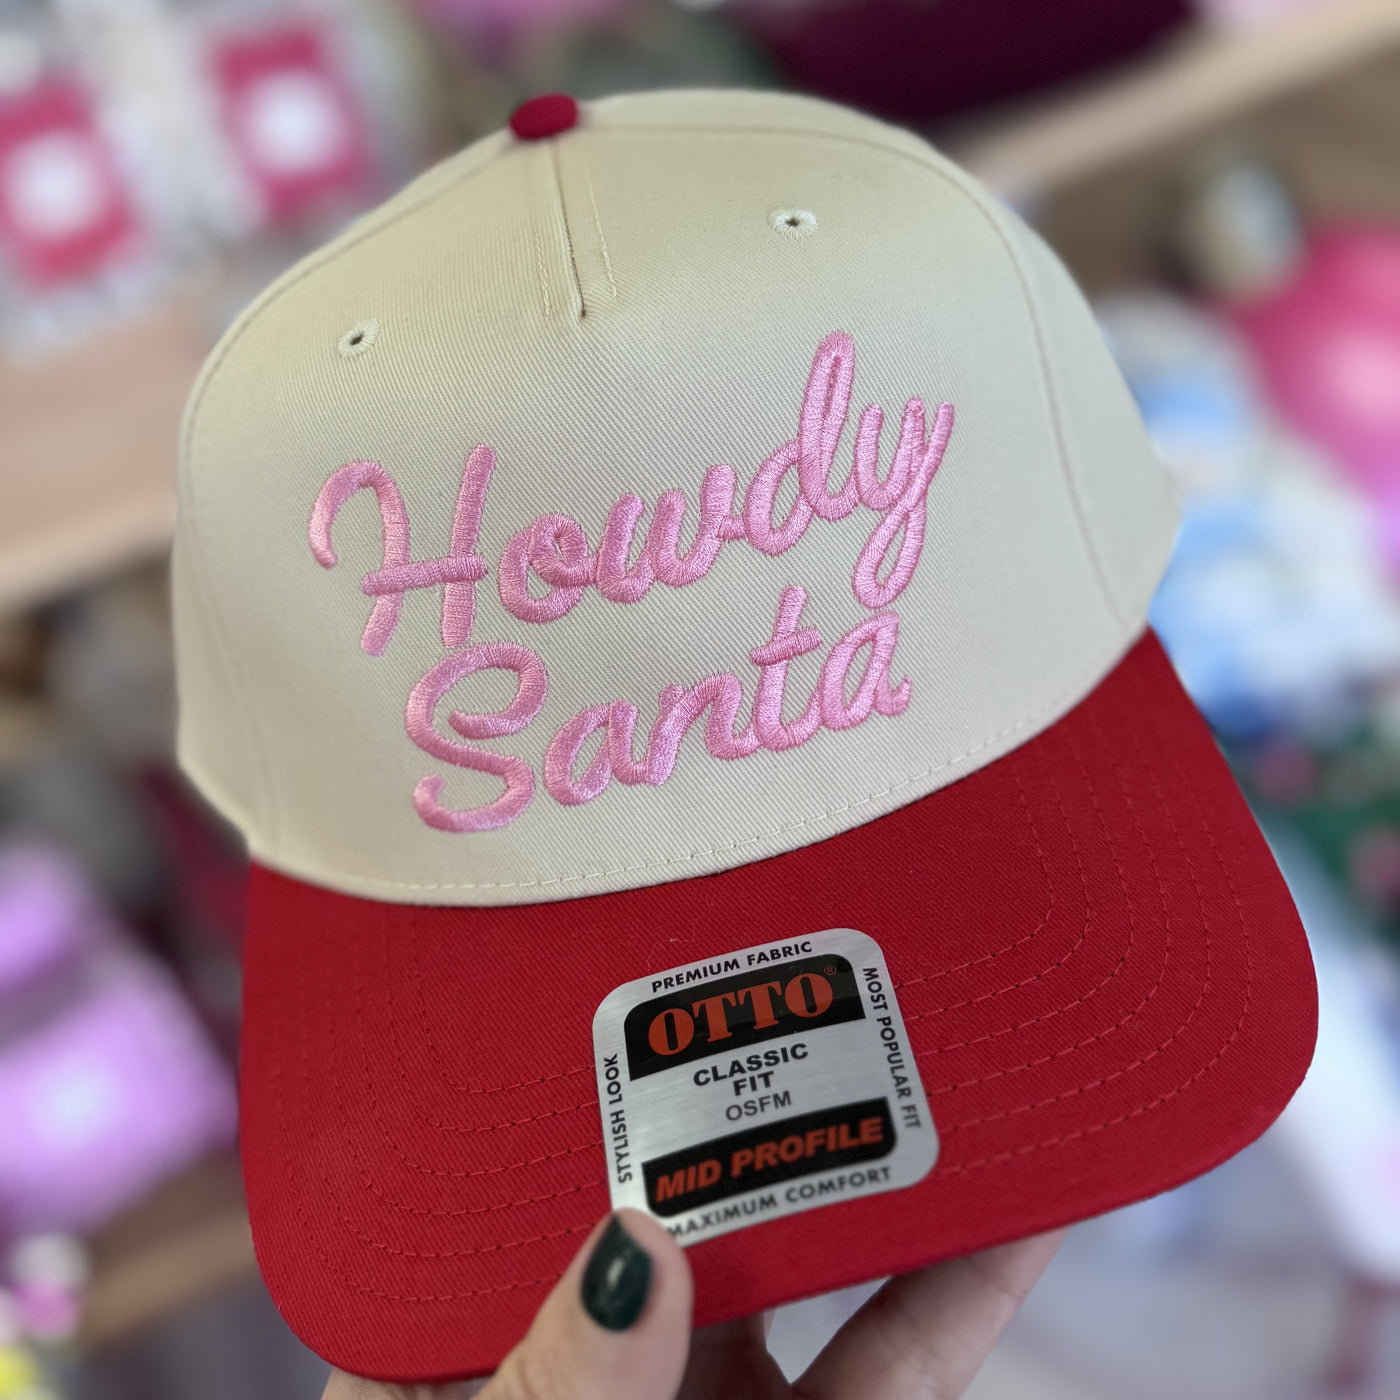 Howdy
Santa
PREMIUM FABRIC
OTTO®
CLASSIC
FIT
OSFM
MID PROFILE
MAXIMUM COMFORT
STYLISH LOOK
MOST POPULAR FIT